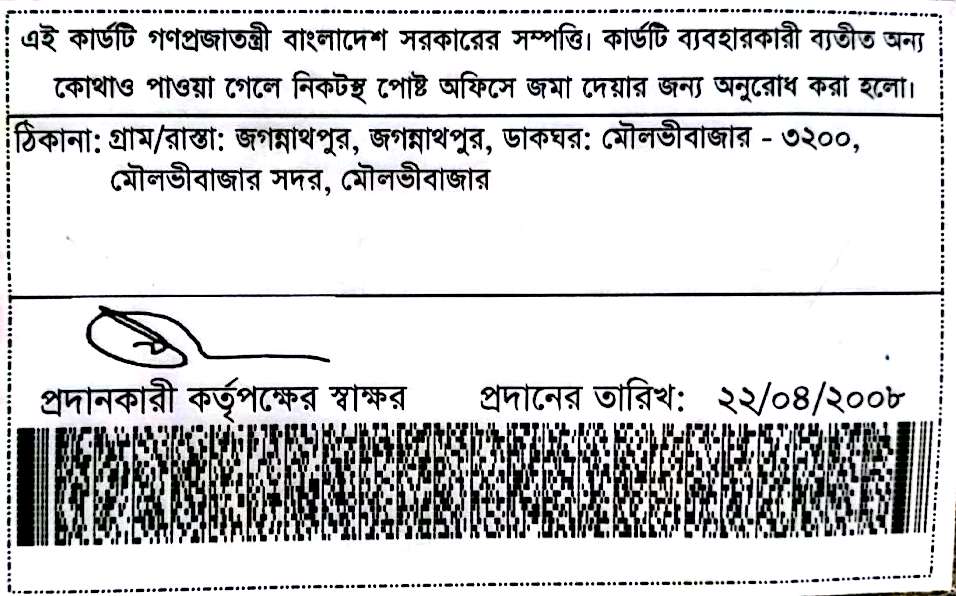 এই কার্ডটি গণপ্রজাতন্ত্রী বাংলাদেশ সরকারের সম্পত্তি। কার্ডটি ব্যবহারকারী ব্যতীত অন্য
কোথাও পাওয়া গেলে নিকটস্থ পোষ্ট অফিসে জমা দেয়ার জন্য অনুরোধ করা হলো।
ঠিকানা: গ্রাম/রাস্তা: জগন্নাথপুর, জগন্নাথপুর, ডাকঘর: মৌলভীবাজার - ৩২০০,
মৌলভীবাজার সদর, মৌলভীবাজার
প্রদানকারী কর্তৃপক্ষের স্বাক্ষর প্রদানের তারিখ: ২২/০৪/২০০৮